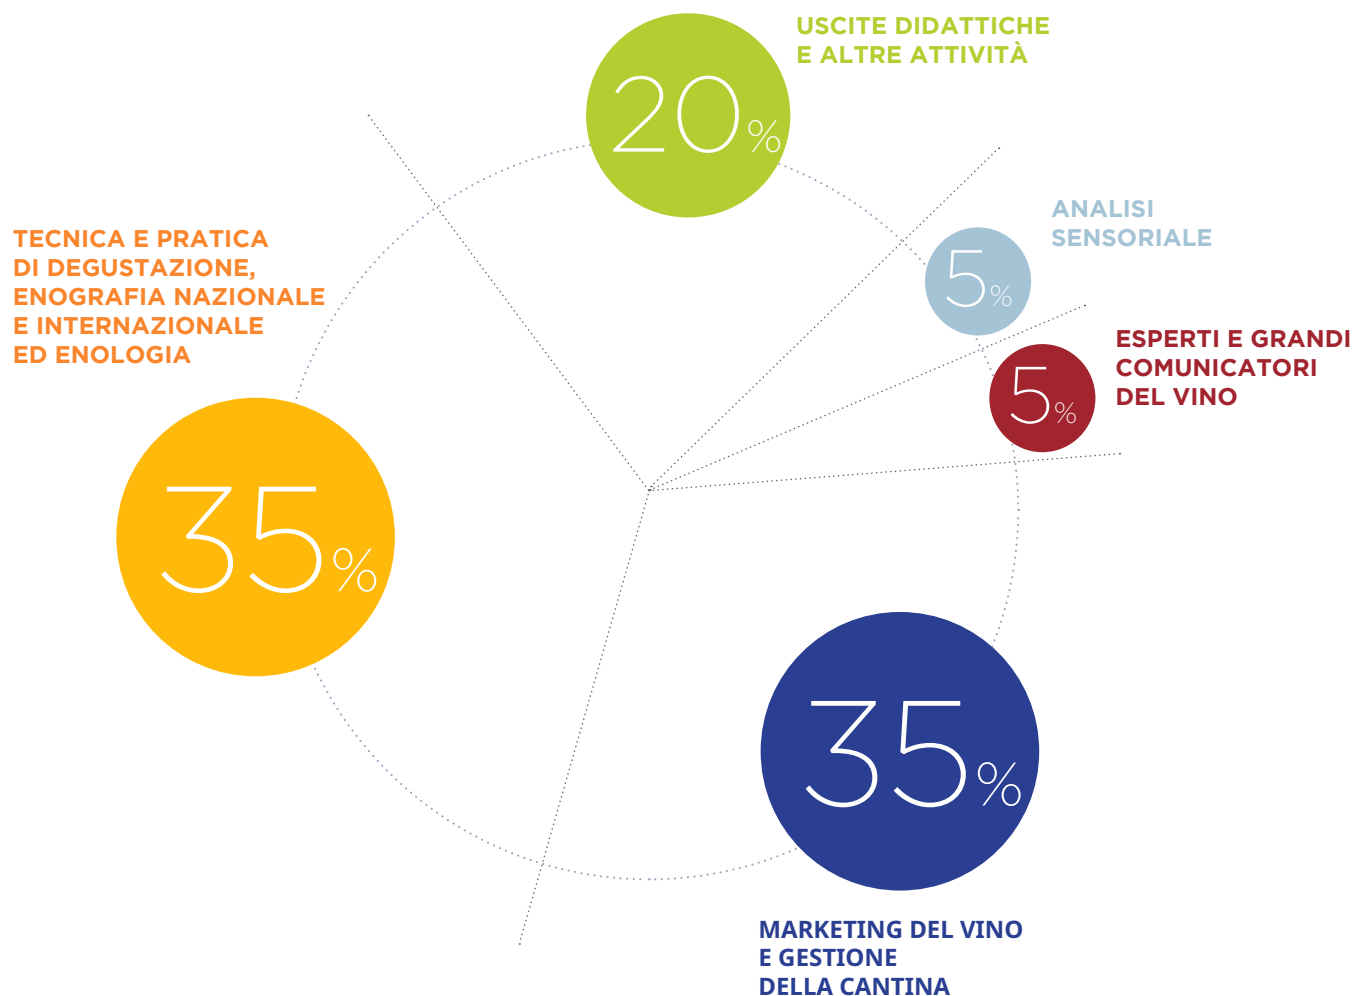 USCITE DIDATTICHE
E ALTRE ATTIVITÀ
20%
ANALISI
SENSORIALE
5%
ESPERTI E GRANDI
COMUNICATORI
DEL VINO
5%
TECNICA E PRATICA
DI DEGUSTAZIONE,
ENOGRAFIA NAZIONALE
E INTERNAZIONALE
ED ENOLOGIA
35%
35%
MARKETING DEL VINO
E GESTIONE
DELLA CANTINA